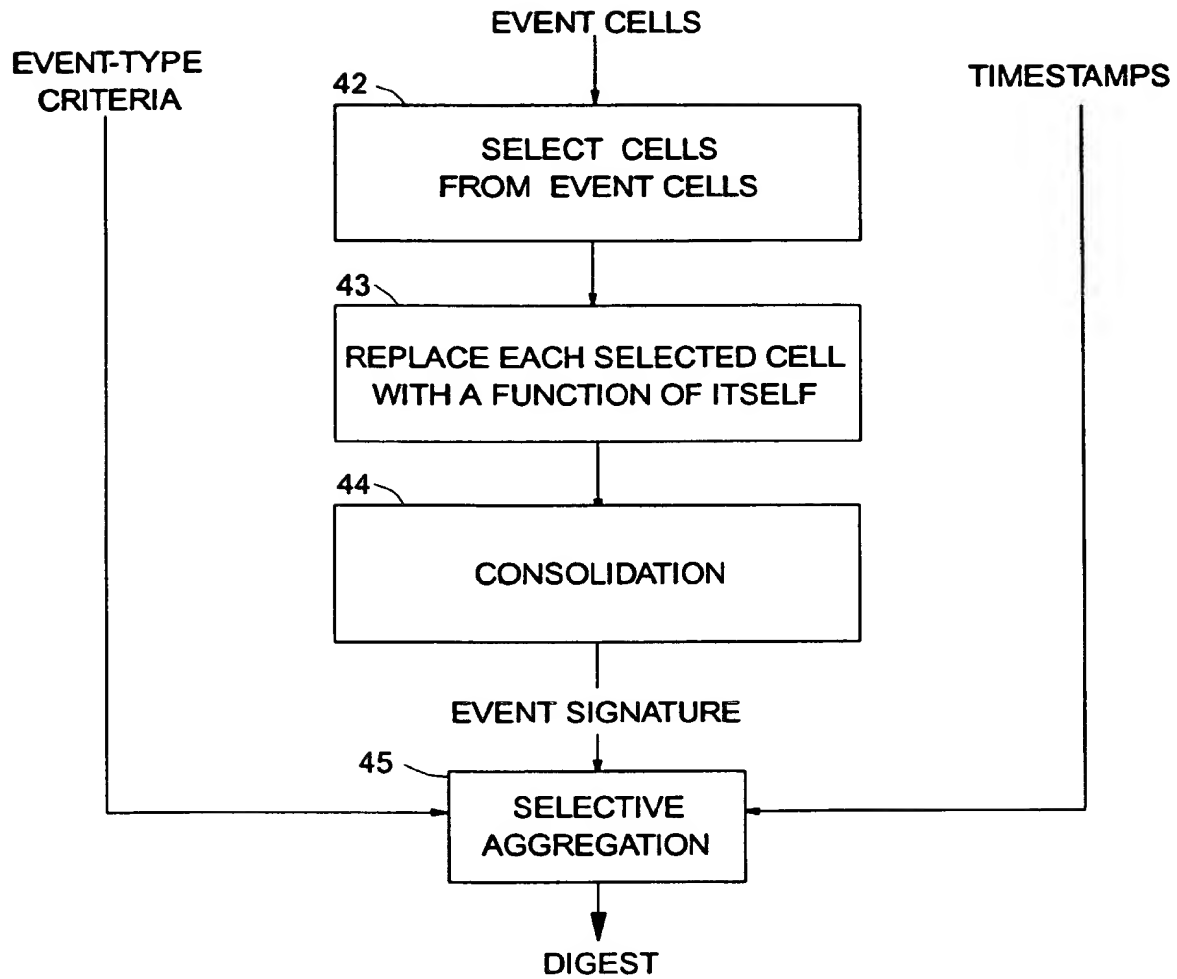 EVENT CELLS
EVENT-TYPE
CRITERIA
TIMESTAMPS
42
SELECT CELLS
FROM EVENT CELLS
43
REPLACE EACH SELECTED CELL
WITH A FUNCTION OF ITSELF
44
CONSOLIDATION
EVENT SIGNATURE
45
SELECTIVE
AGGREGATION
DIGEST